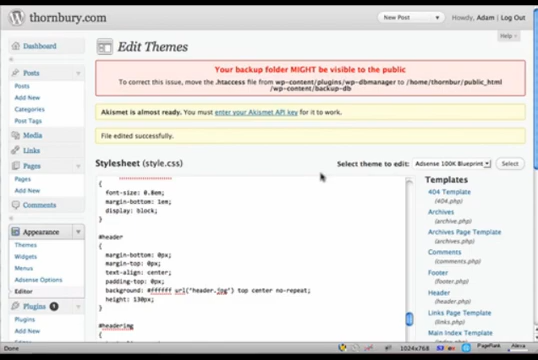 thornbury.com
New Post
Howdy, Adam | Log Out
Help
Dashboard
Edit Themes
Posts
Posts
Add New
Categories
Post Tags
Media
Links
Pages
Pages
Add New
Comments
Appearance
Themes
Widgets
Menus
Adsense Options
Editor
Plugins
Plugins
Add New
Editor
Your backup folder MIGHT be visible to the public
To correct this issue, move the .htaccess file from wp-content/plugins/wp-dbmanager to /home/thornbur/public_html
/wp-content/backup-db
Akismet is almost ready. You must enter your Akismet API key for it to work.
File edited successfully.
Stylesheet (style.css)
Select theme to edit: Adsense 100K Blueprint Select
{
font-size: 0.8em;
margin-bottom: 1em;
display: block;
}
#header
{
margin-bottom: 0px;
margin-top: 0px;
text-align: center;
padding-top: 0px;
background: #ffffff url('header.jpg') top center no-repeat;
height: 130px;
}
#headerimg
{
Templates
404 Template
(404.php)
Archives
(archive.php)
Archives Page Template
(archives.php)
Comments
(comments.php)
Footer
(footer.php)
Header
(header.php)
Links Page Template
(links.php)
Main Index Template
Done
1024x768
PageRank
Alexa